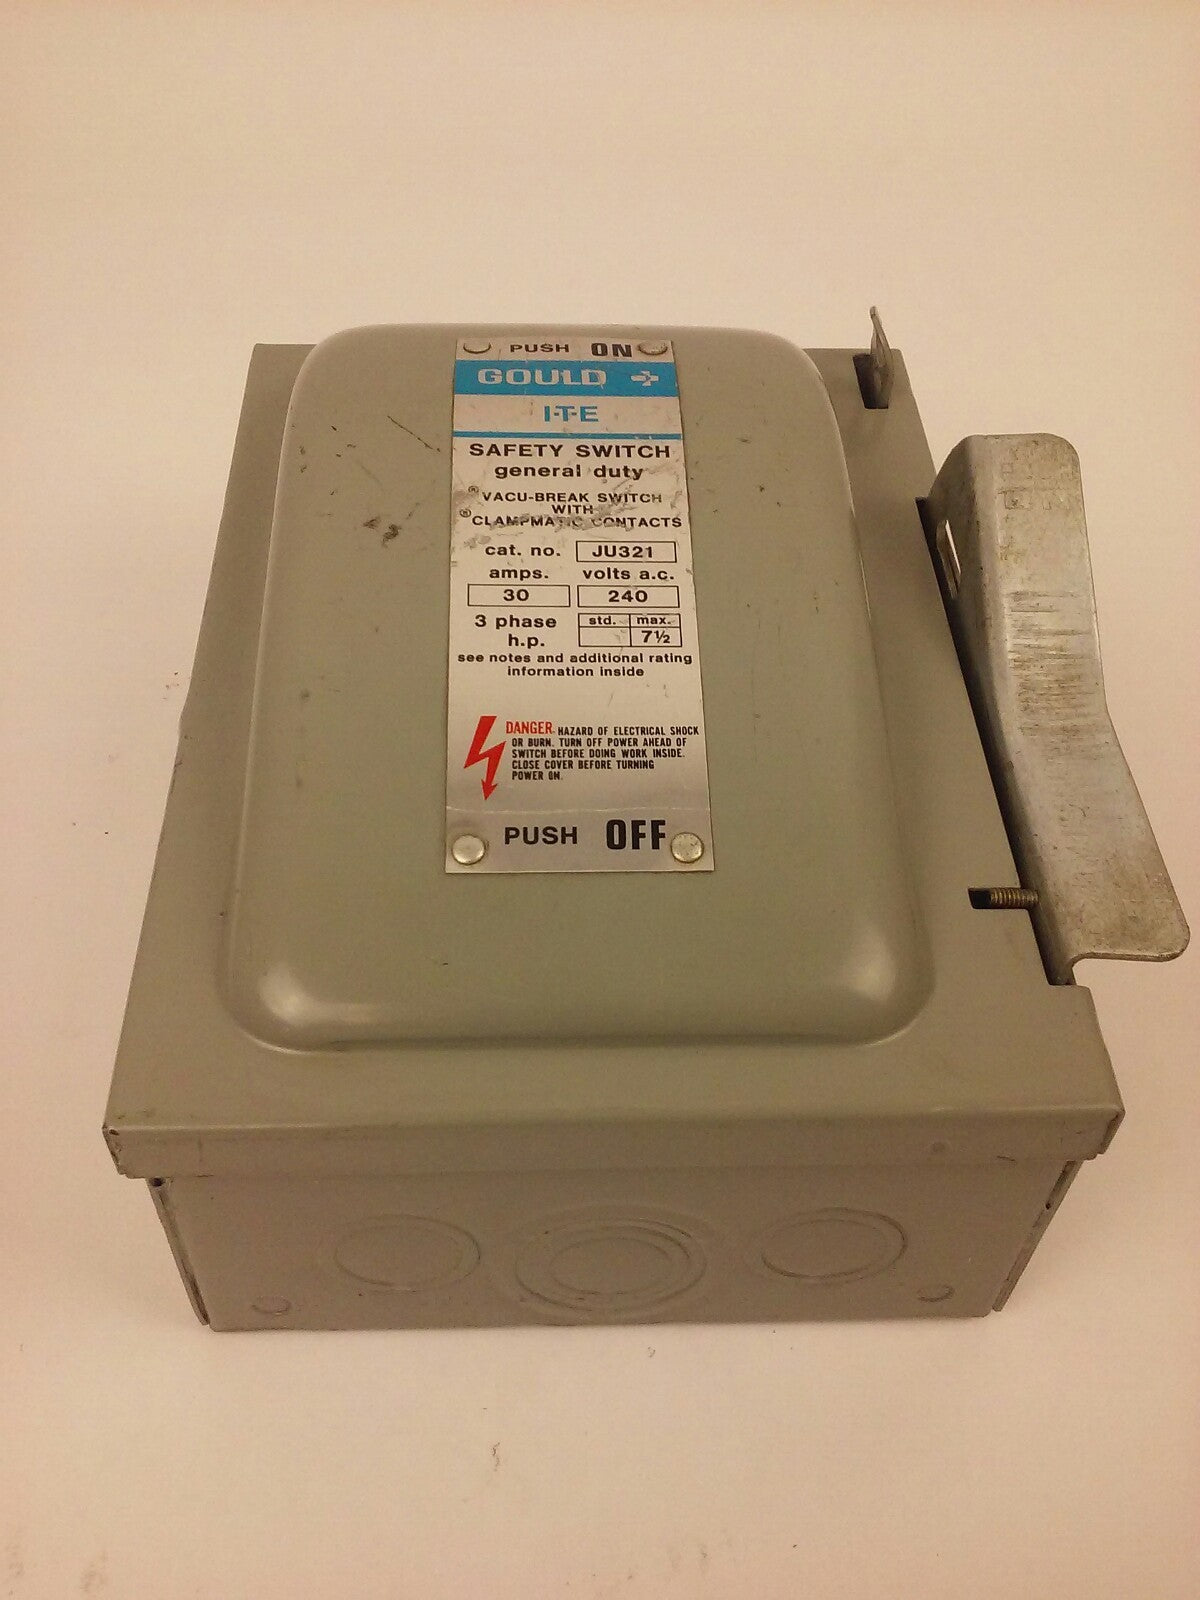 PUSH ON
GOULD
I-T-E
SAFETY SWITCH
general duty
® VACU-BREAK SWITCH
WITH
® CLAMPMATIC CONTACTS
cat. no. JU321
amps. volts a.c.
30 240
3 phase std. max.
h.p. 7½
see notes and additional rating
information inside
DANGER. HAZARD OF ELECTRICAL SHOCK
OR BURN. TURN OFF POWER AHEAD OF
SWITCH BEFORE DOING WORK INSIDE.
CLOSE COVER BEFORE TURNING
POWER ON.
PUSH OFF